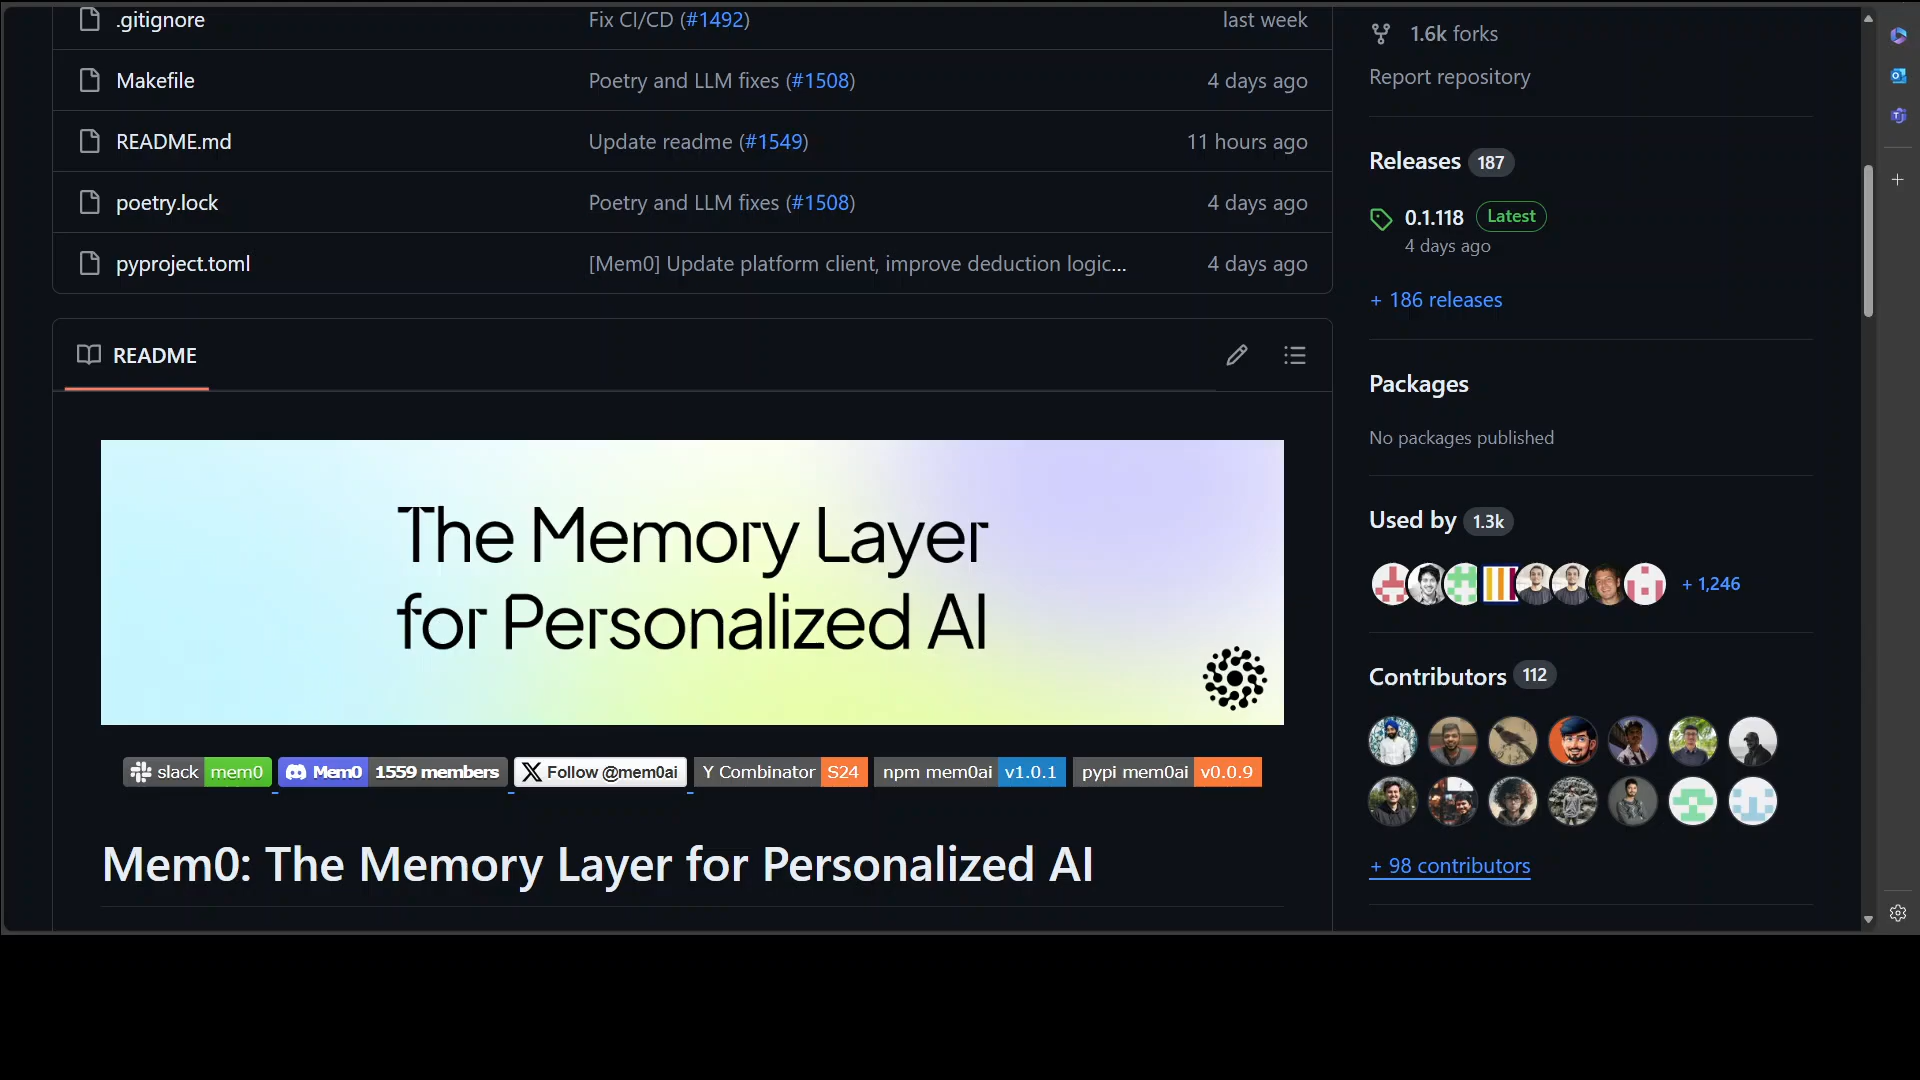 .gitignore Fix CI/CD (#1492) last week
Makefile Poetry and LLM fixes (#1508) 4 days ago
README.md Update readme (#1549) 11 hours ago
poetry.lock Poetry and LLM fixes (#1508) 4 days ago
pyproject.toml [Mem0] Update platform client, improve deduction logic... 4 days ago
README
The Memory Layer
for Personalized AI
slack mem0 Mem0 1559 members Follow @mem0ai Y Combinator S24 npm mem0ai v1.0.1 pypi mem0ai v0.0.9
Mem0: The Memory Layer for Personalized AI
1.6k forks
Report repository
Releases 187
0.1.118 Latest
4 days ago
+ 186 releases
Packages
No packages published
Used by 1.3k
+ 1,246
Contributors 112
+ 98 contributors